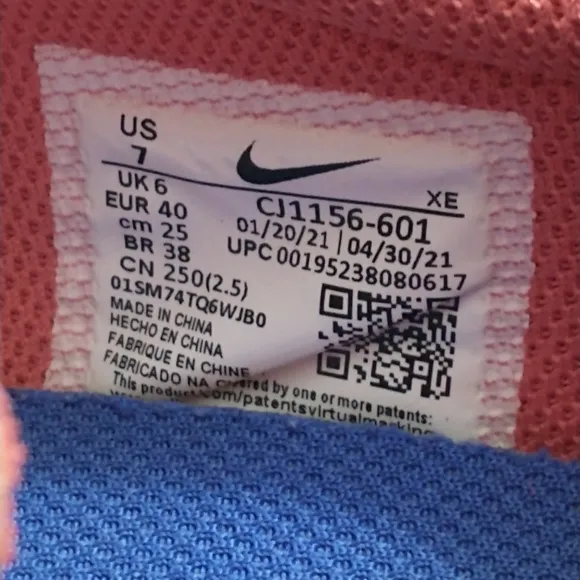 US
7
XE
UK 6
CJ1156-601
EUR 40
01/20/21 | 04/30/21
cm 25
UPC 00195238080617
BR 38
CN 250(2.5)
01SM74TQ6WJB0
MADE IN CHINA
HECHO EN CHINA
FABRIQUE EN CHINE
FABRICADO NA
This product covered by one or more patents:
.com/patentsvirtualmarking